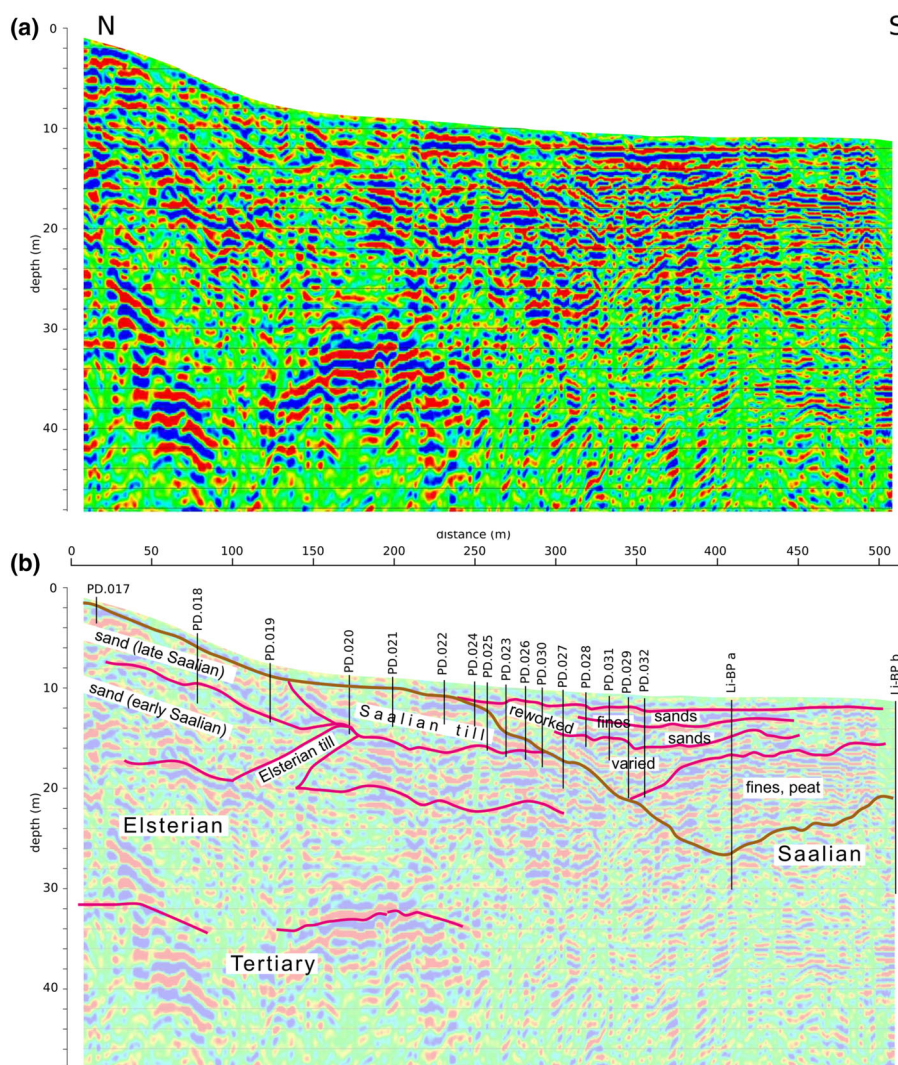 (a)
N
S
0
10
20
30
40
depth (m)
distance (m)
(b)
0 50 100 150 200 250 300 350 400 450 500
0
10
20
30
40
depth (m)
PD.017
PD.018
PD.019
PD.020
PD.021
PD.022
PD.024
PD.025
PD.023
PD.026
PD.030
PD.027
PD.028
PD.031
PD.029
PD.032
Li-BP a
Li-BP b
sand (late Saalian)
sand (early Saalian)
Elsterian till
Saalian till
reworked
fines
sands
sands
varied
fines, peat
Elsterian
Saalian
Tertiary